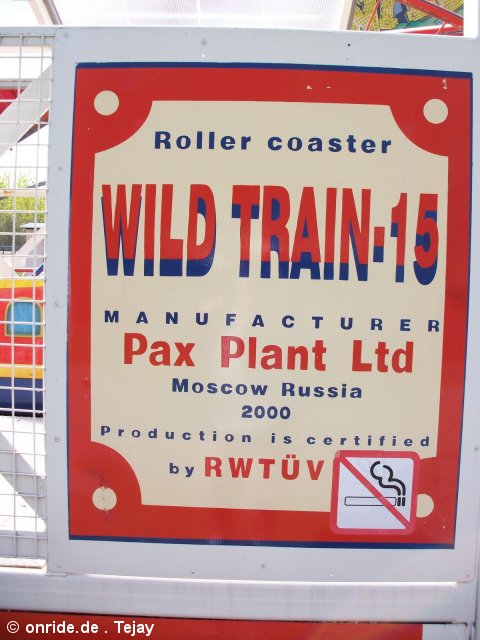 Roller coaster
WILD TRAIN-15
MANUFACTURER
Pax Plant Ltd
Moscow Russia
2000
Production is certified
by RWTÜV
© onride.de . Tejay